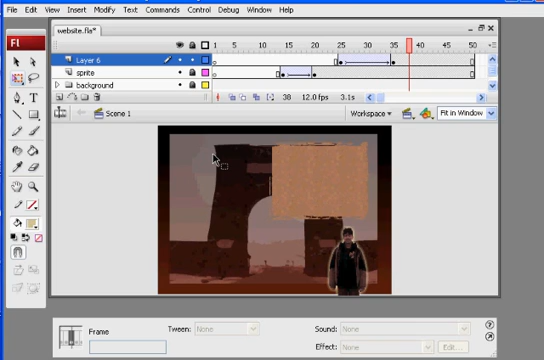 File Edit View Insert Modify Text Commands Control Debug Window Help
website.fla*
Fl
1 5 10 15 20 25 30 35 40 45 50
Layer 6
sprite
background
38 12.0 fps 3.1s
Scene 1 Workspace Fit in Window
T
Frame Tween: None Sound: None
Effect: None Edit...